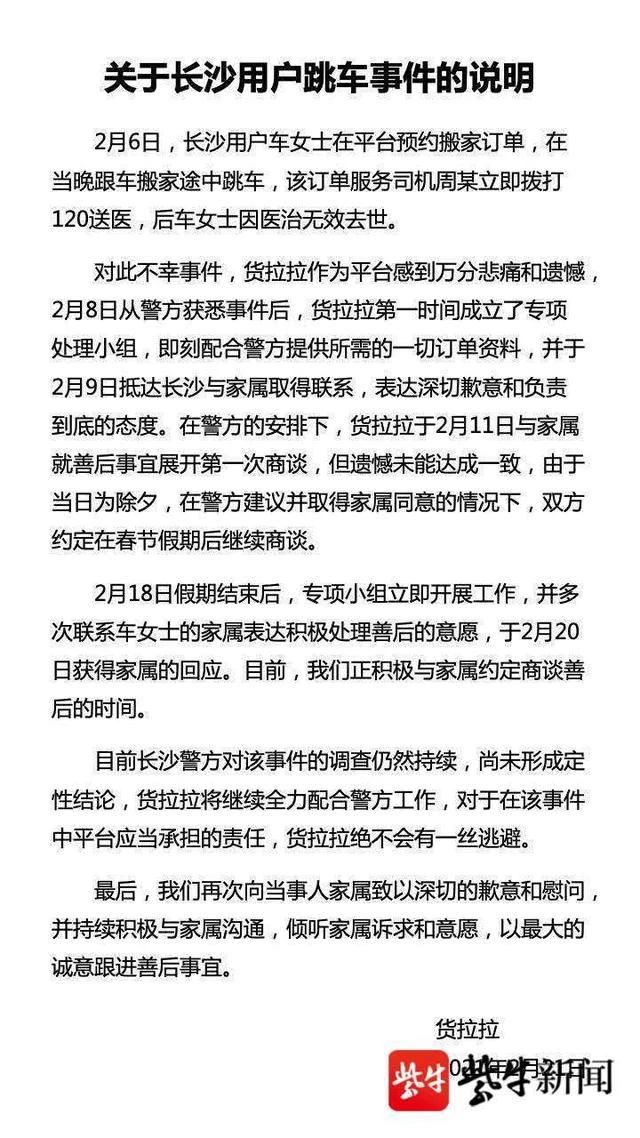 关于长沙用户跳车事件的说明
2月6日，长沙用户车女士在平台预约搬家订单，在
当晚跟车搬家途中跳车，该订单服务司机周某立即拨打
120送医，后车女士因医治无效去世。
对此不幸事件，货拉拉作为平台感到万分悲痛和遗憾，
2月8日从警方获悉事件后，货拉拉第一时间成立了专项
处理小组，即刻配合警方提供所需的一切订单资料，并于
2月9日抵达长沙与家属取得联系，表达深切歉意和负责
到底的态度。在警方的安排下，货拉拉于2月11日与家属
就善后事宜展开第一次商谈，但遗憾未能达成一致，由于
当日为除夕，在警方建议并取得家属同意的情况下，双方
约定在春节假期后继续商谈。
2月18日假期结束后，专项小组立即开展工作，并多
次联系车女士的家属表达积极处理善后的意愿，于2月20
日获得家属的回应。目前，我们正积极与家属约定商谈善
后的时间。
目前长沙警方对该事件的调查仍然持续，尚未形成定
性结论，货拉拉将继续全力配合警方工作，对于在该事件
中平台应当承担的责任，货拉拉绝不会有一丝逃避。
最后，我们再次向当事人家属致以深切的歉意和慰问，
并持续积极与家属沟通，倾听家属诉求和意愿，以最大的
诚意跟进善后事宜。
货拉拉
021年2月21日
紫牛 紫牛新闻